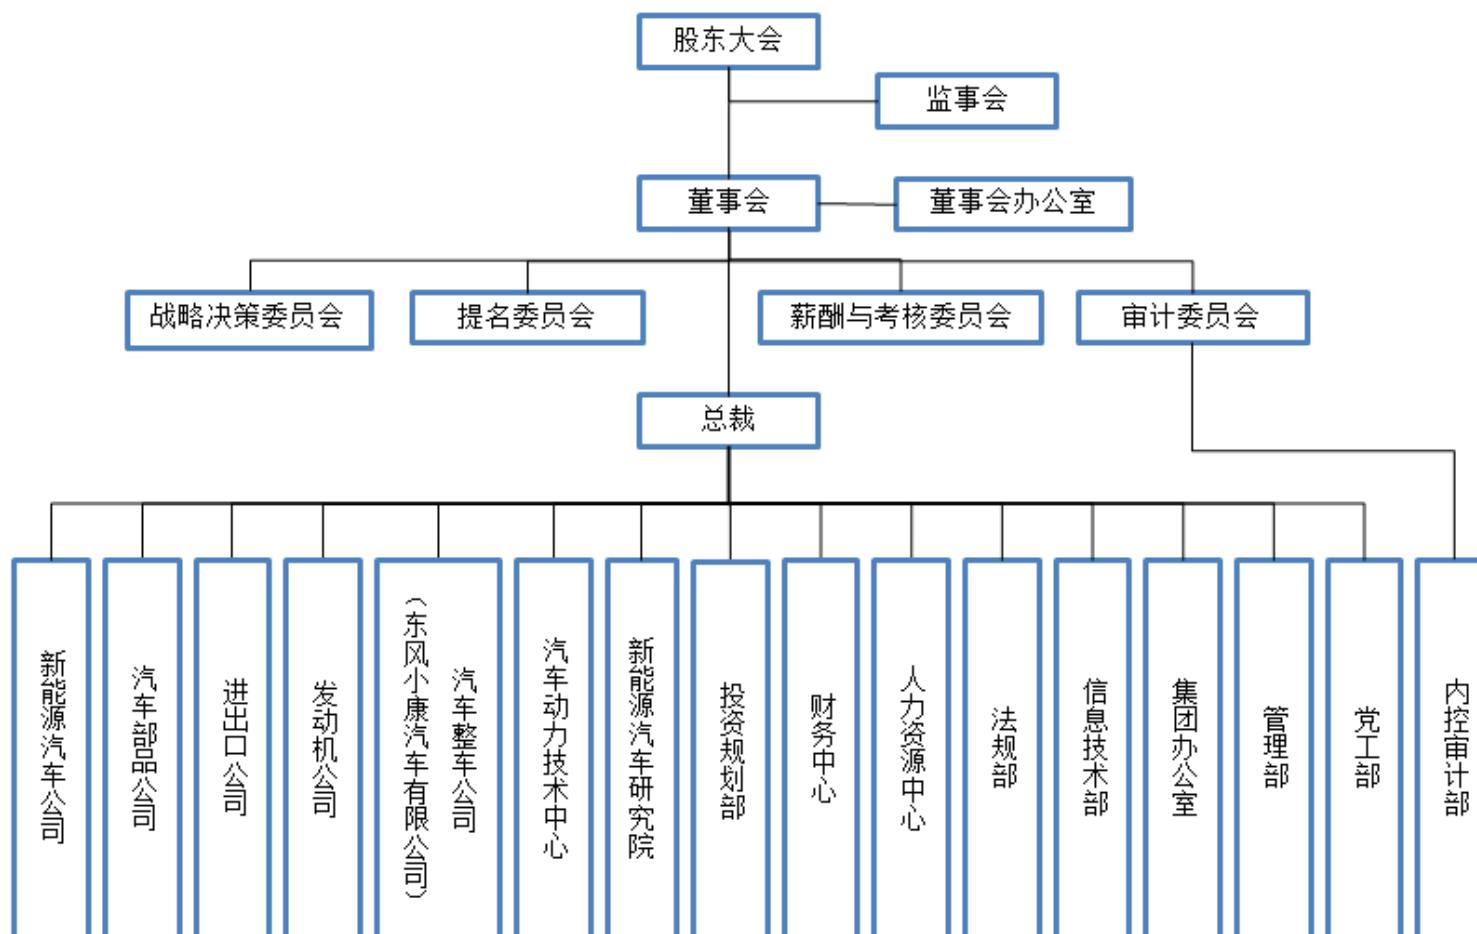 股东大会
监事会
董事会
董事会办公室
战略决策委员会
提名委员会
薪酬与考核委员会
审计委员会
总裁
新能源汽车公司
汽车部品公司
进出口公司
发动机公司
汽车整车公司
（东风小康汽车有限公司）
汽车动力技术中心
新能源汽车研究院
投资规划部
财务中心
人力资源中心
法规部
信息技术部
集团办公室
管理部
党工部
内控审计部